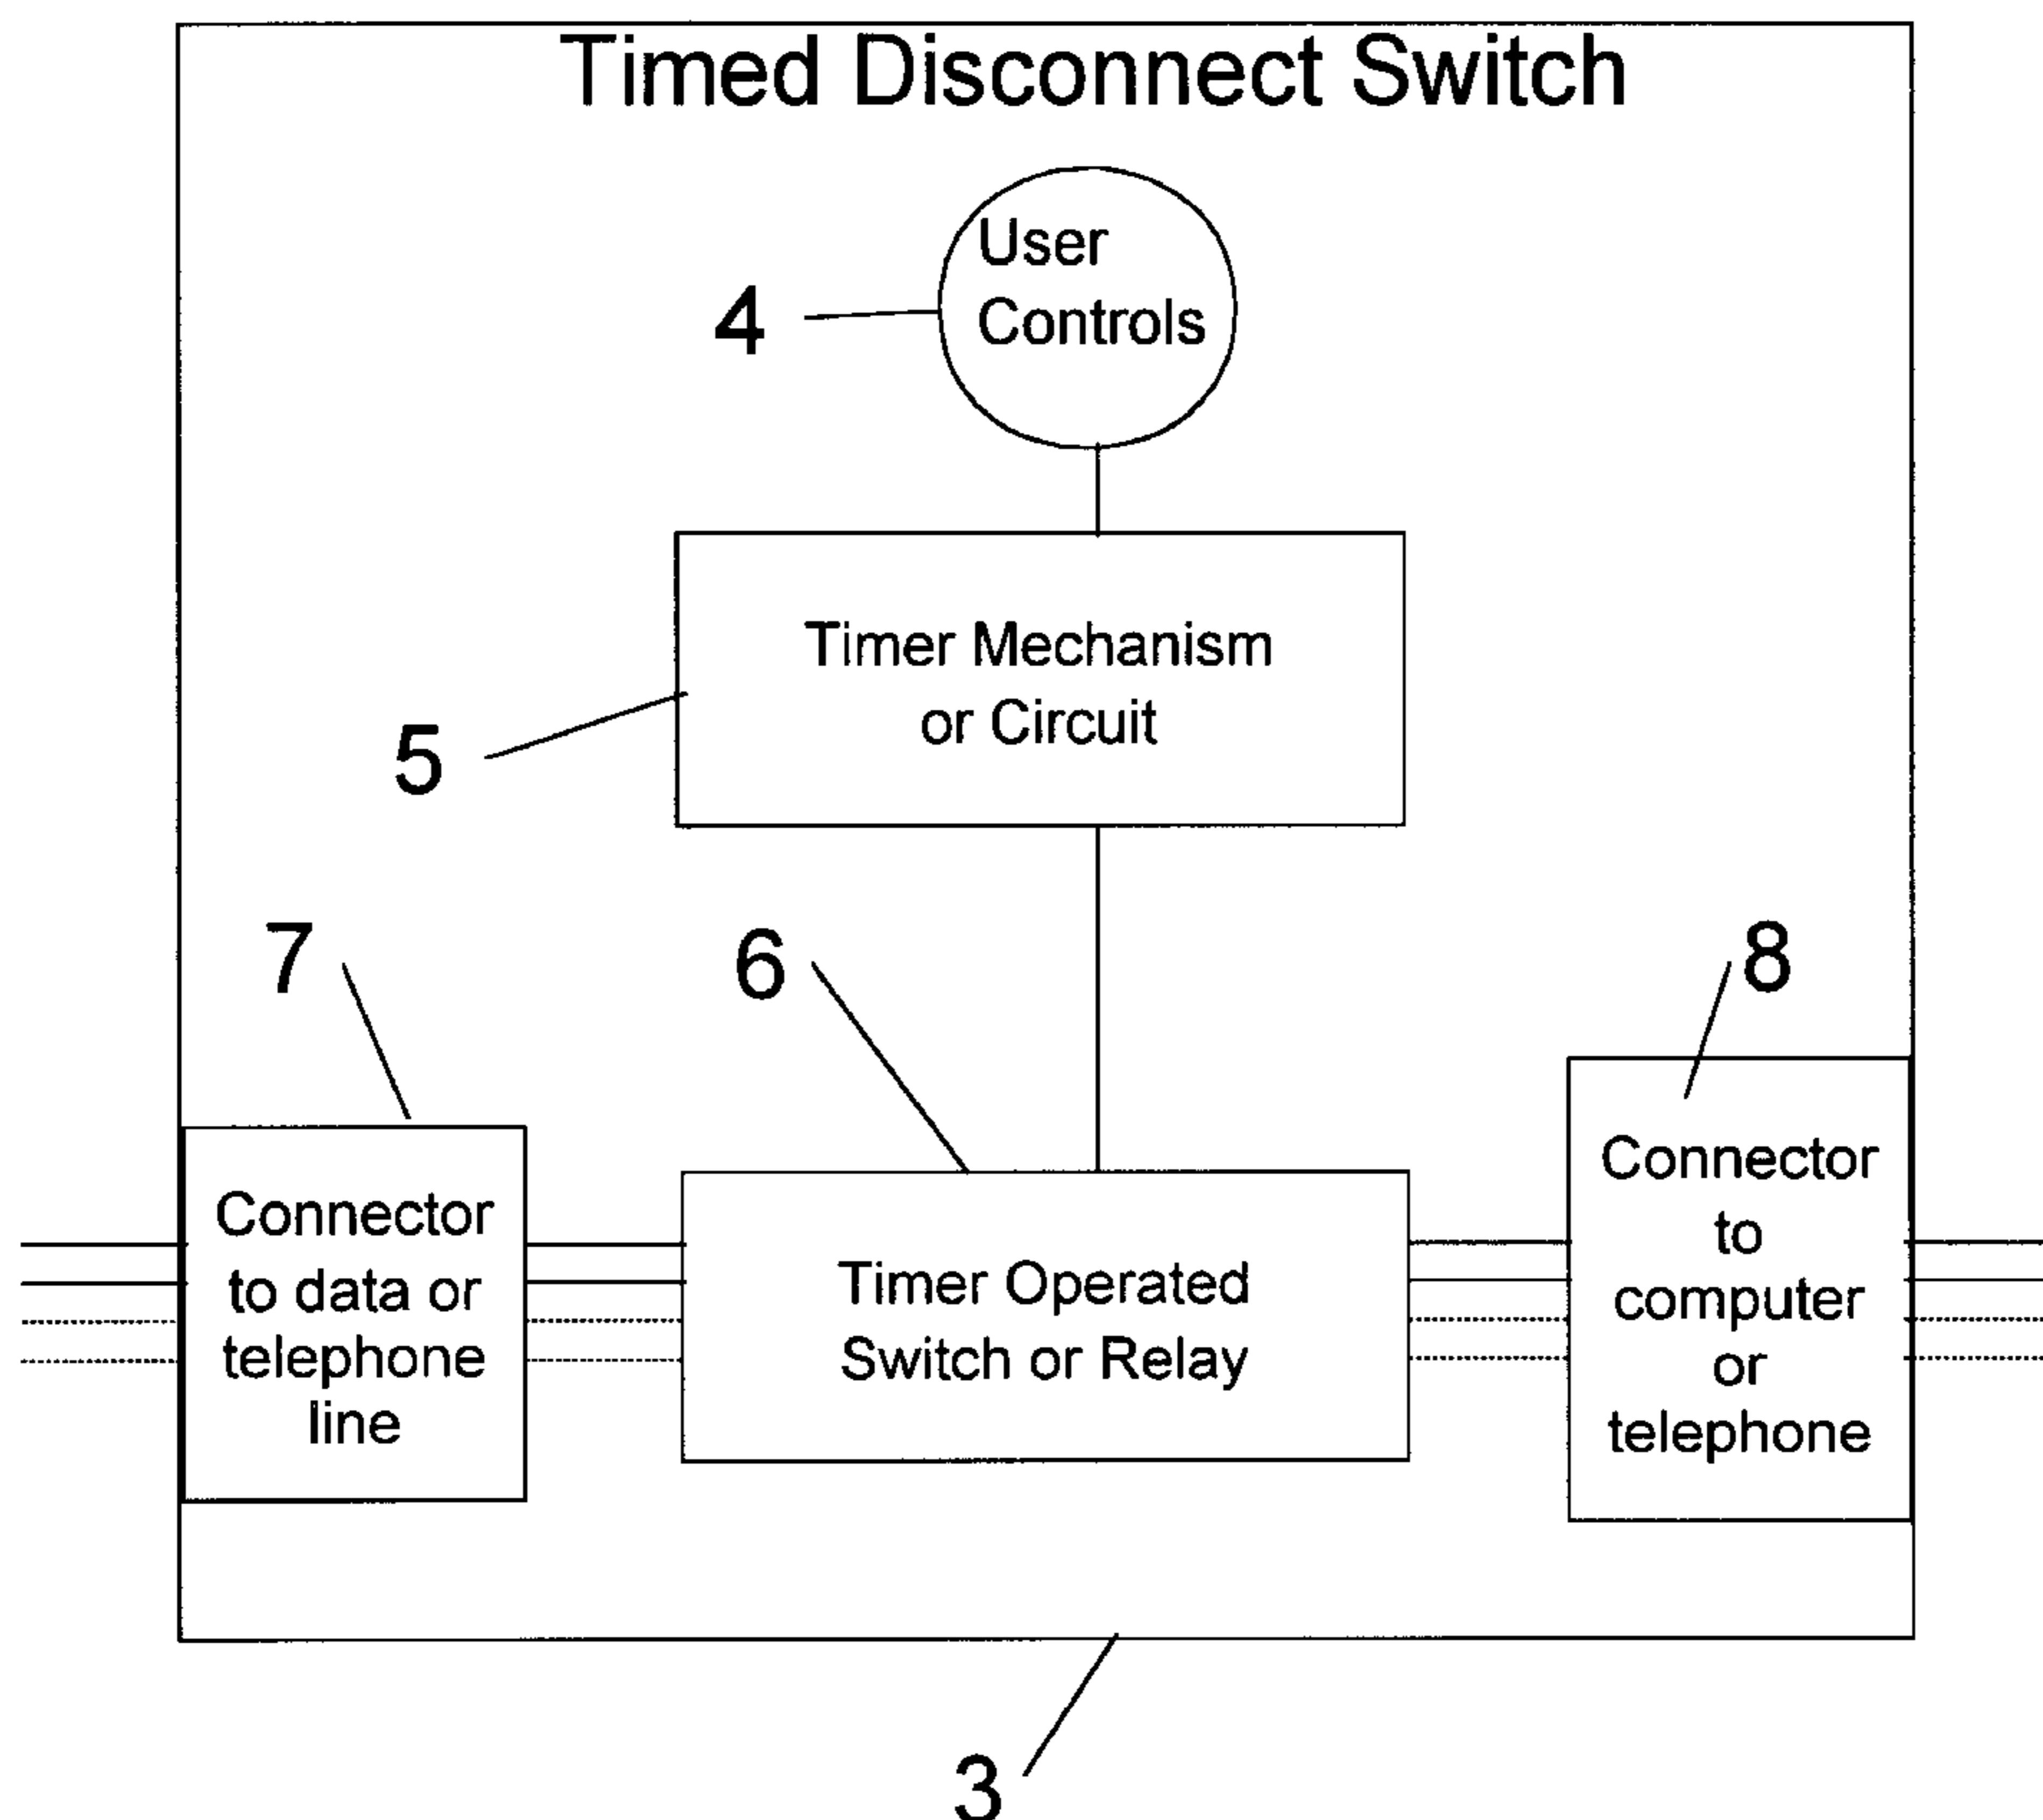 Timed Disconnect Switch
User
Controls
4
Timer Mechanism
or Circuit
5
7
6
8
Connector
to data or
telephone
line
Timer Operated
Switch or Relay
Connector
to
computer
or
telephone
3